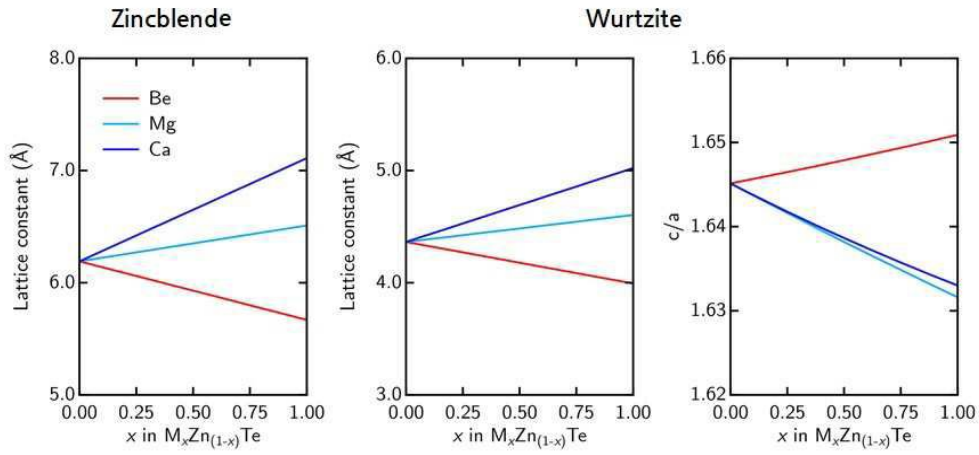 Zincblende
Wurtzite
8.0
7.0
6.0
5.0
Lattice constant (Å)
Be
Mg
Ca
0.00 0.25 0.50 0.75 1.00
x in MₓZn₍₁₋ₓ₎Te
6.0
5.0
4.0
3.0
Lattice constant (Å)
0.00 0.25 0.50 0.75 1.00
x in MₓZn₍₁₋ₓ₎Te
1.66
1.65
1.64
1.63
1.62
c/a
0.00 0.25 0.50 0.75 1.00
x in MₓZn₍₁₋ₓ₎Te